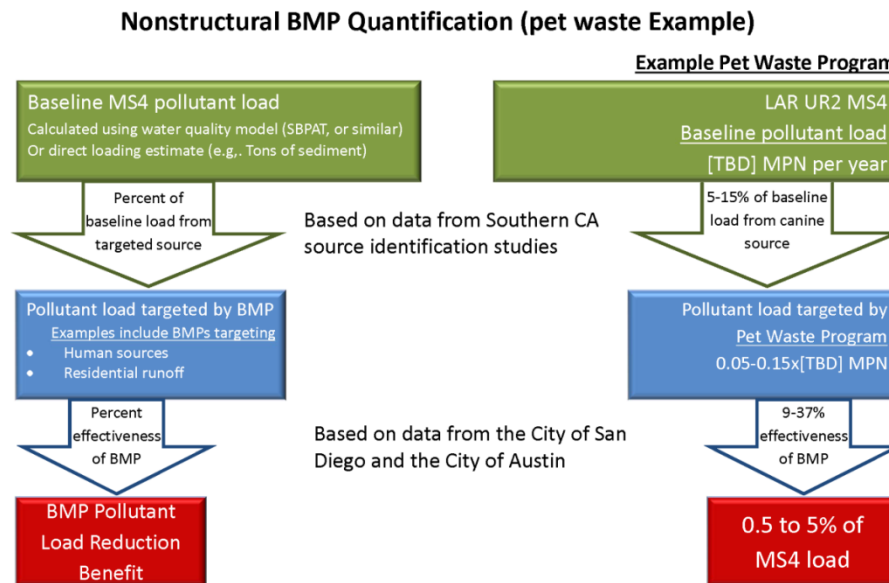 Nonstructural BMP Quantification (pet waste Example)
Example Pet Waste Program
Baseline MS4 pollutant load
Calculated using water quality model (SBPAT, or similar)
Or direct loading estimate (e.g,. Tons of sediment)
LAR UR2 MS4
Baseline pollutant load
[TBD] MPN per year
Percent of
baseline load from
targeted source
Based on data from Southern CA
source identification studies
5-15% of baseline
load from canine
source
Pollutant load targeted by BMP
Examples include BMPs targeting
• Human sources
• Residential runoff
Pollutant load targeted by
Pet Waste Program
0.05-0.15x[TBD] MPN
Percent
effectiveness
of BMP
Based on data from the City of San
Diego and the City of Austin
9-37%
effectiveness
of BMP
BMP Pollutant
Load Reduction
Benefit
0.5 to 5% of
MS4 load